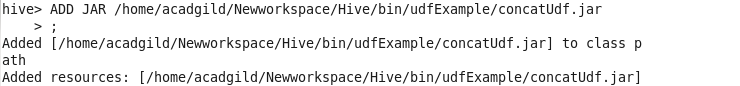 hive> ADD JAR /home/acadgild/Newworkspace/Hive/bin/udfExample/concatUdf.jar
    > ;
Added [/home/acadgild/Newworkspace/Hive/bin/udfExample/concatUdf.jar] to class p
ath
Added resources: [/home/acadgild/Newworkspace/Hive/bin/udfExample/concatUdf.jar]